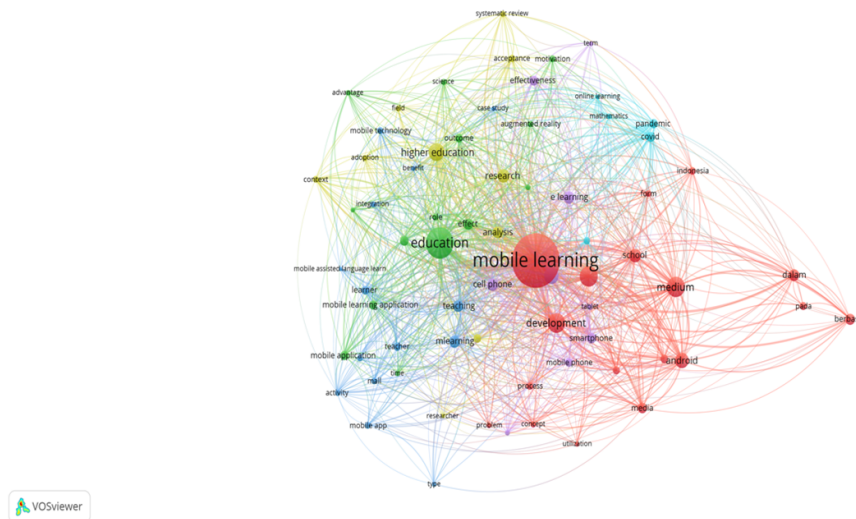 systematic review
term
acceptance
motivation
effectiveness
science
advantage
online learning
field
case study
mathematics
augmented reality
pandemic
mobile technology
covid
outcome
higher education
adoption
benefit
indonesia
research
context
form
e learning
internation
role
effect
analysis
education
school
mobile learning
mobile assisted language learn
dalam
cell phone
learner
medium
mobile learning application
teaching
tablet
pada
berba
development
smartphone
mlearning
teacher
mobile application
android
mobile phone
time
mall
process
activity
media
researcher
mobile app
problem
concept
utilization
type
VOSviewer